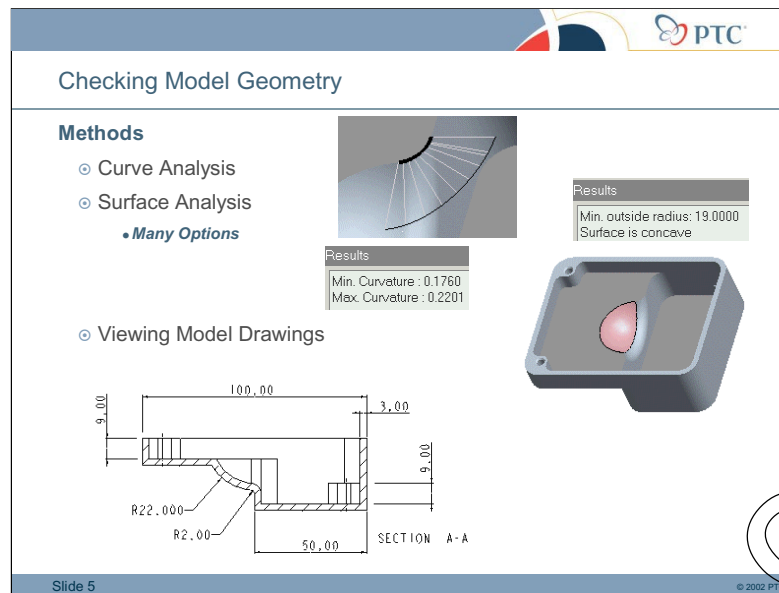 PTC
Checking Model Geometry
Methods
Curve Analysis
Surface Analysis
Many Options
Results
Min. Curvature : 0.1760
Max. Curvature : 0.2201
Results
Min. outside radius: 19.0000
Surface is concave
Viewing Model Drawings
100.00
3.00
9.00
9.00
R22.000
R2.00
50.00
SECTION A-A
Slide 5
© 2002 PT